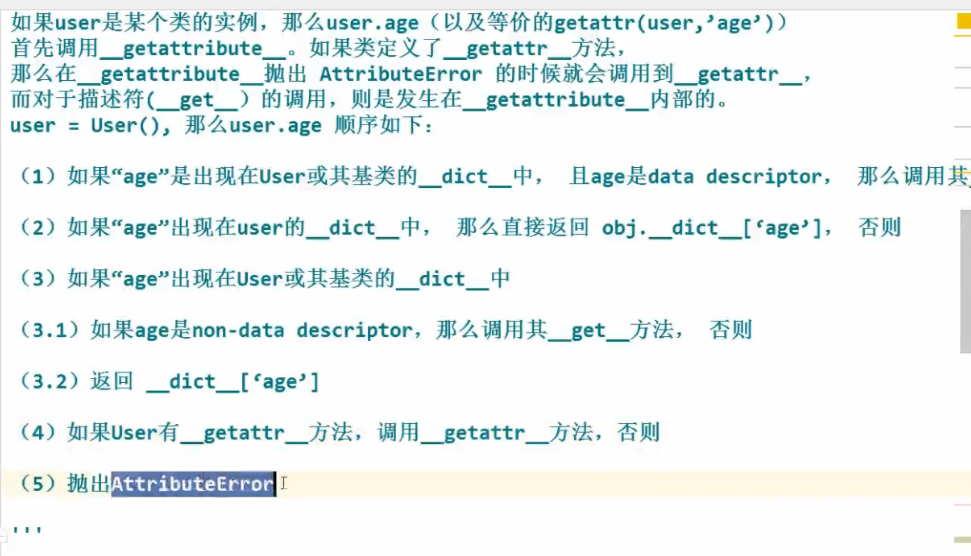 如果user是某个类的实例，那么user.age（以及等价的getattr(user,’age’)）
首先调用__getattribute__。如果类定义了__getattr__方法，
那么在__getattribute__抛出 AttributeError 的时候就会调用到__getattr__，
而对于描述符(__get__）的调用，则是发生在__getattribute__内部的。
user = User(), 那么user.age 顺序如下：
（1）如果“age”是出现在User或其基类的__dict__中， 且age是data descriptor， 那么调用其
（2）如果“age”出现在user的__dict__中， 那么直接返回 obj.__dict__[‘age’]， 否则
（3）如果“age”出现在User或其基类的__dict__中
（3.1）如果age是non-data descriptor，那么调用其__get__方法， 否则
（3.2）返回 __dict__[‘age’]
（4）如果User有__getattr__方法，调用__getattr__方法，否则
（5）抛出AttributeError
'''